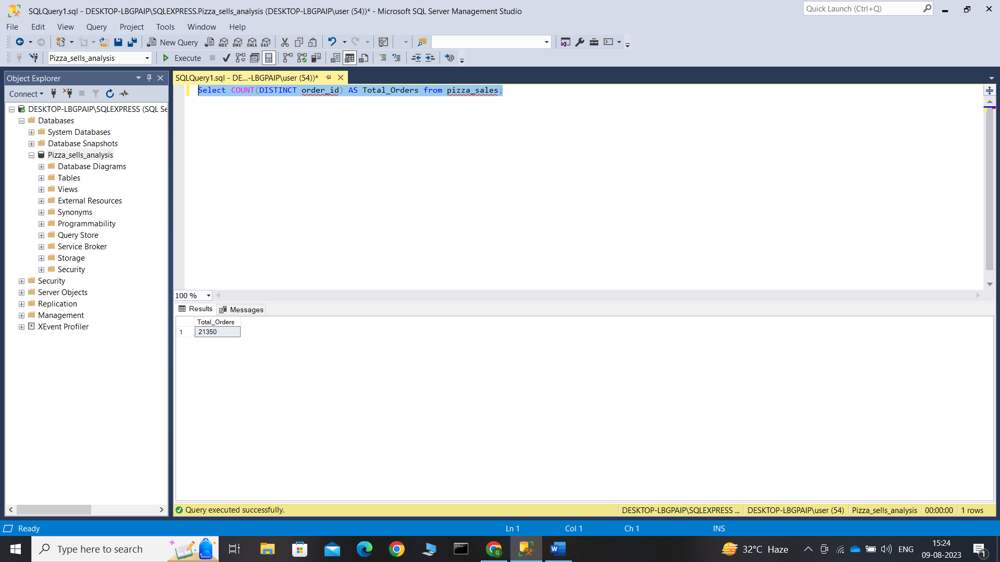 SQLQuery1.sql - DESKTOP-LBGPAIP\SQLEXPRESS.Pizza_sells_analysis (DESKTOP-LBGPAIP\user (54))* - Microsoft SQL Server Management Studio
Quick Launch (Ctrl+Q)
File Edit View Query Project Tools Window Help
New Query MDX DMX XMLA DAX
Pizza_sells_analysis Execute
Object Explorer
Connect
DESKTOP-LBGPAIP\SQLEXPRESS (SQL Se
Databases
System Databases
Database Snapshots
Pizza_sells_analysis
Database Diagrams
Tables
Views
External Resources
Synonyms
Programmability
Query Store
Service Broker
Storage
Security
Security
Server Objects
Replication
Management
XEvent Profiler
SQLQuery1.sql - DE...-LBGPAIP\user (54))*
Select COUNT(DISTINCT order_id) AS Total_Orders from pizza_sales;
100 %
Results Messages
Total_Orders
1 21350
Query executed successfully.
DESKTOP-LBGPAIP\SQLEXPRESS ... DESKTOP-LBGPAIP\user (54) Pizza_sells_analysis 00:00:00 1 rows
Ready Ln 1 Col 1 Ch 1 INS
Type here to search
32°C Haze
ENG
15:24
09-08-2023
1